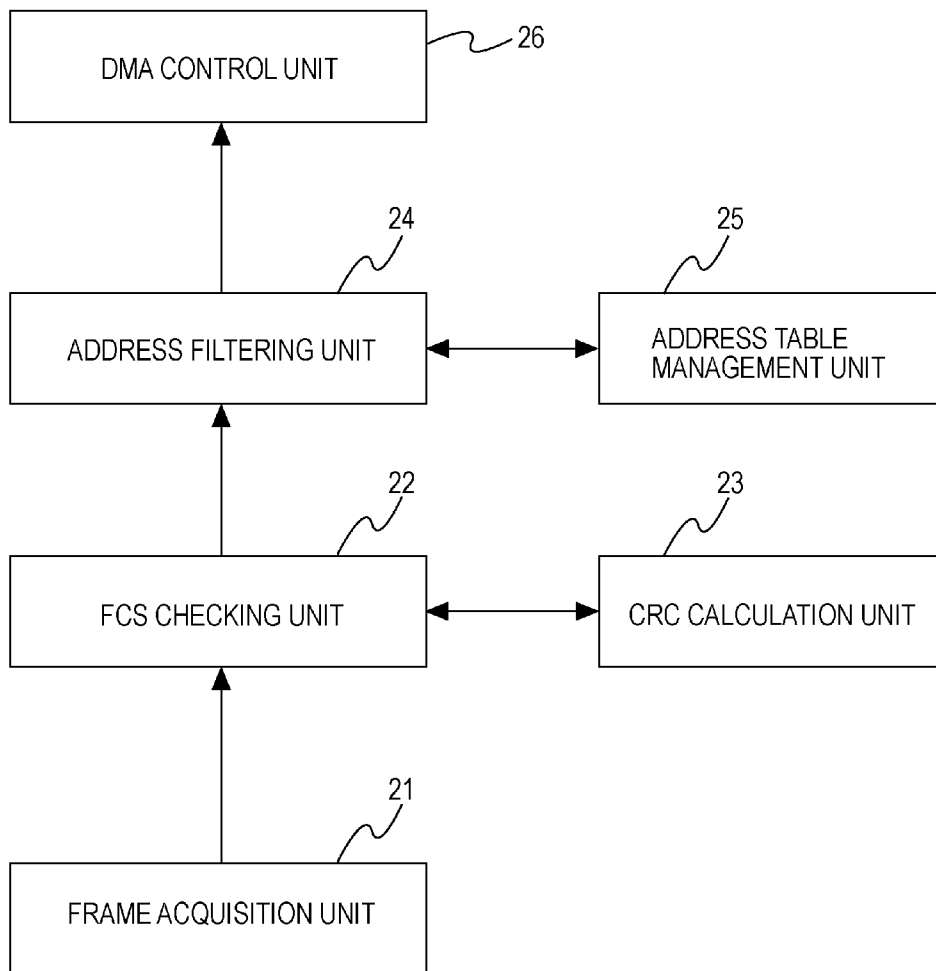 26
DMA CONTROL UNIT
24
25
ADDRESS FILTERING UNIT
ADDRESS TABLE
MANAGEMENT UNIT
22
23
FCS CHECKING UNIT
CRC CALCULATION UNIT
21
FRAME ACQUISITION UNIT